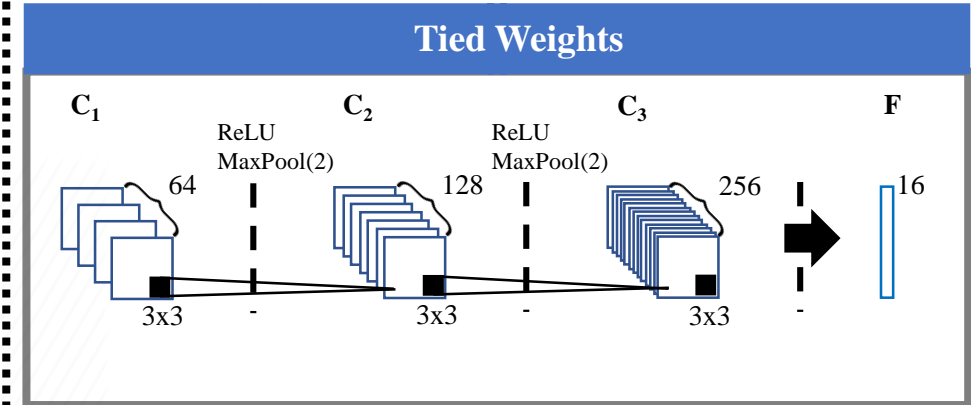 Tied Weights
C₁
C₂
C₃
F
ReLU
MaxPool(2)
ReLU
MaxPool(2)
64
128
256
16
3x3
-
3x3
-
3x3
-